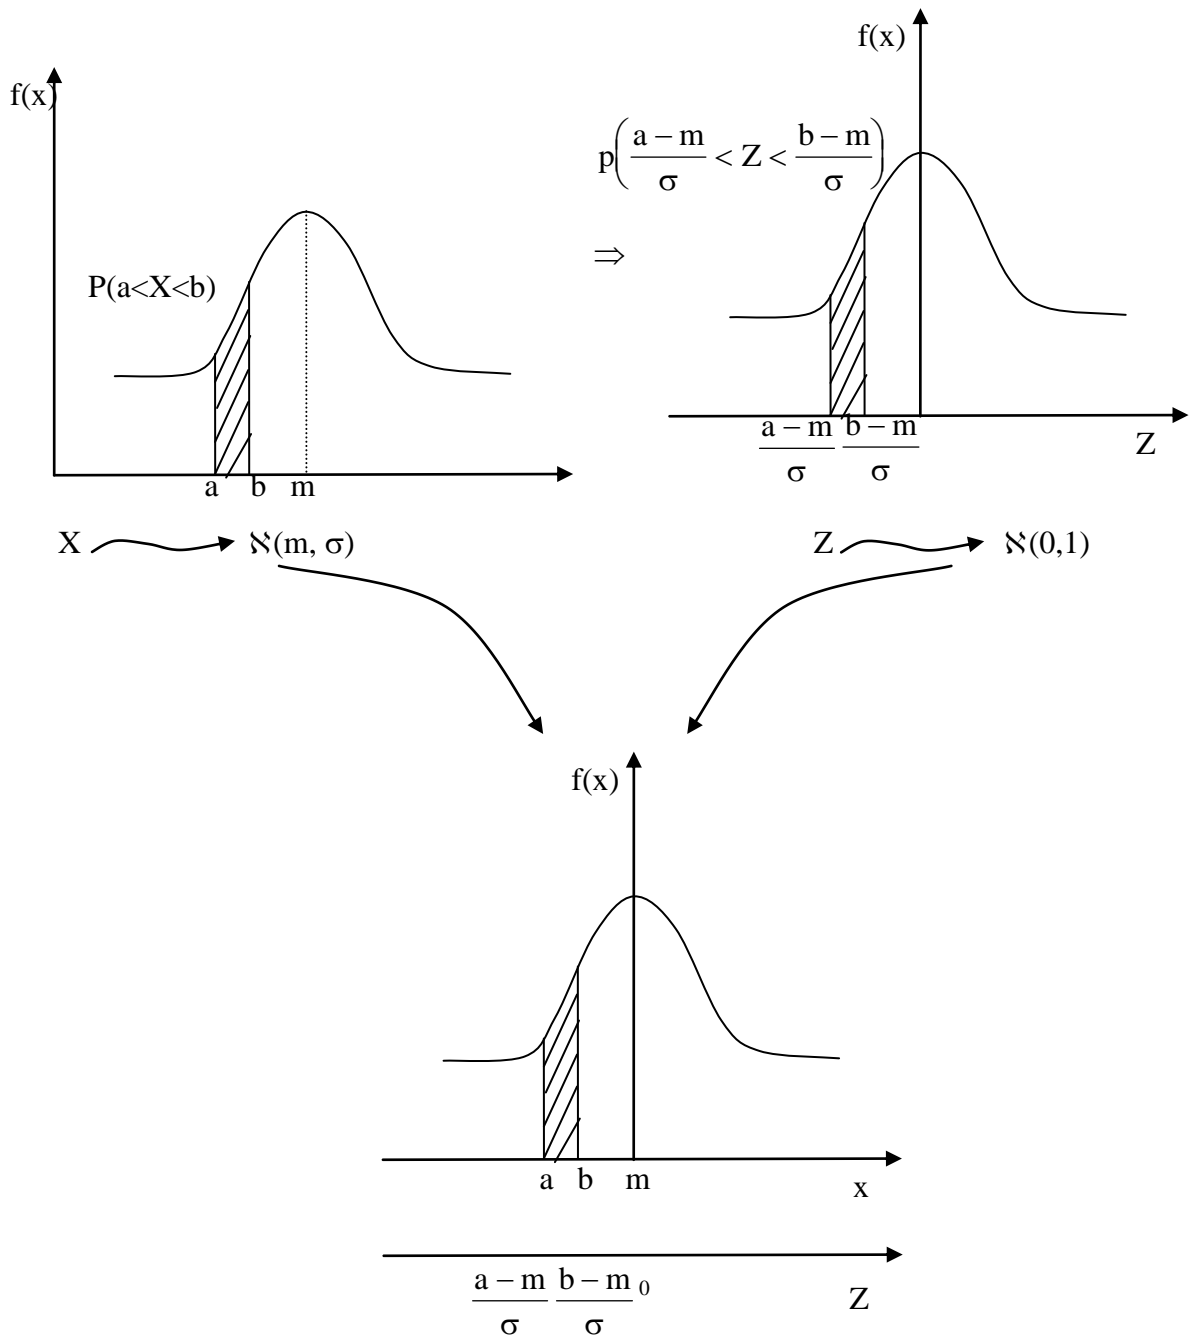 f(x)
P(a<X<b)
a b m
X ℵ(m, σ)
f(x)
p((a − m)/σ < Z < (b − m)/σ)
⇒
(a − m)/σ (b − m)/σ
Z
Z ℵ(0,1)
f(x)
a b m
x
(a − m)/σ (b − m)/σ 0
Z